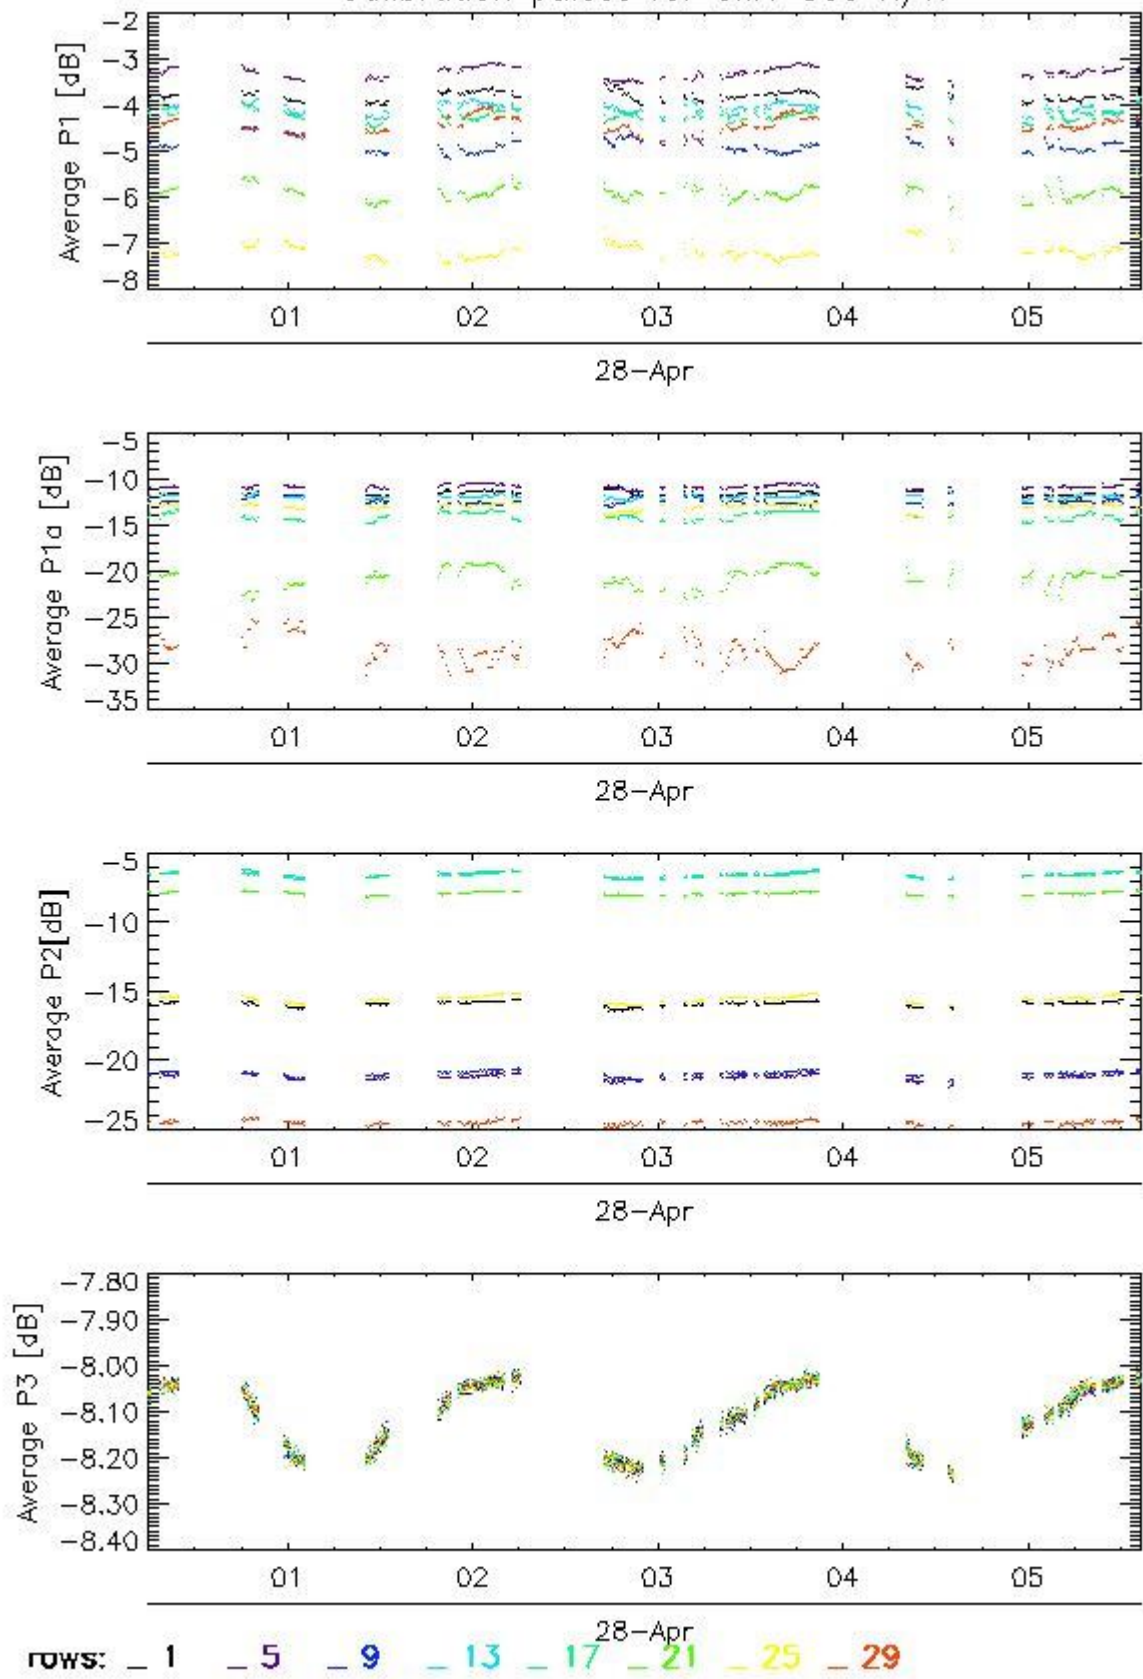 -2
-3
-4
-5
-6
-7
-8
Average P1 [dB]
01 02 03 04 05
28-Apr
-5
-10
-15
-20
-25
-30
-35
Average P1a [dB]
01 02 03 04 05
28-Apr
-5
-10
-15
-20
-25
Average P2[dB]
01 02 03 04 05
28-Apr
-7.80
-7.90
-8.00
-8.10
-8.20
-8.30
-8.40
Average P3 [dB]
01 02 03 04 05
28-Apr
rows: _ 1 _ 5 _ 9 _ 13 _ 17 _ 21 _ 25 _ 29